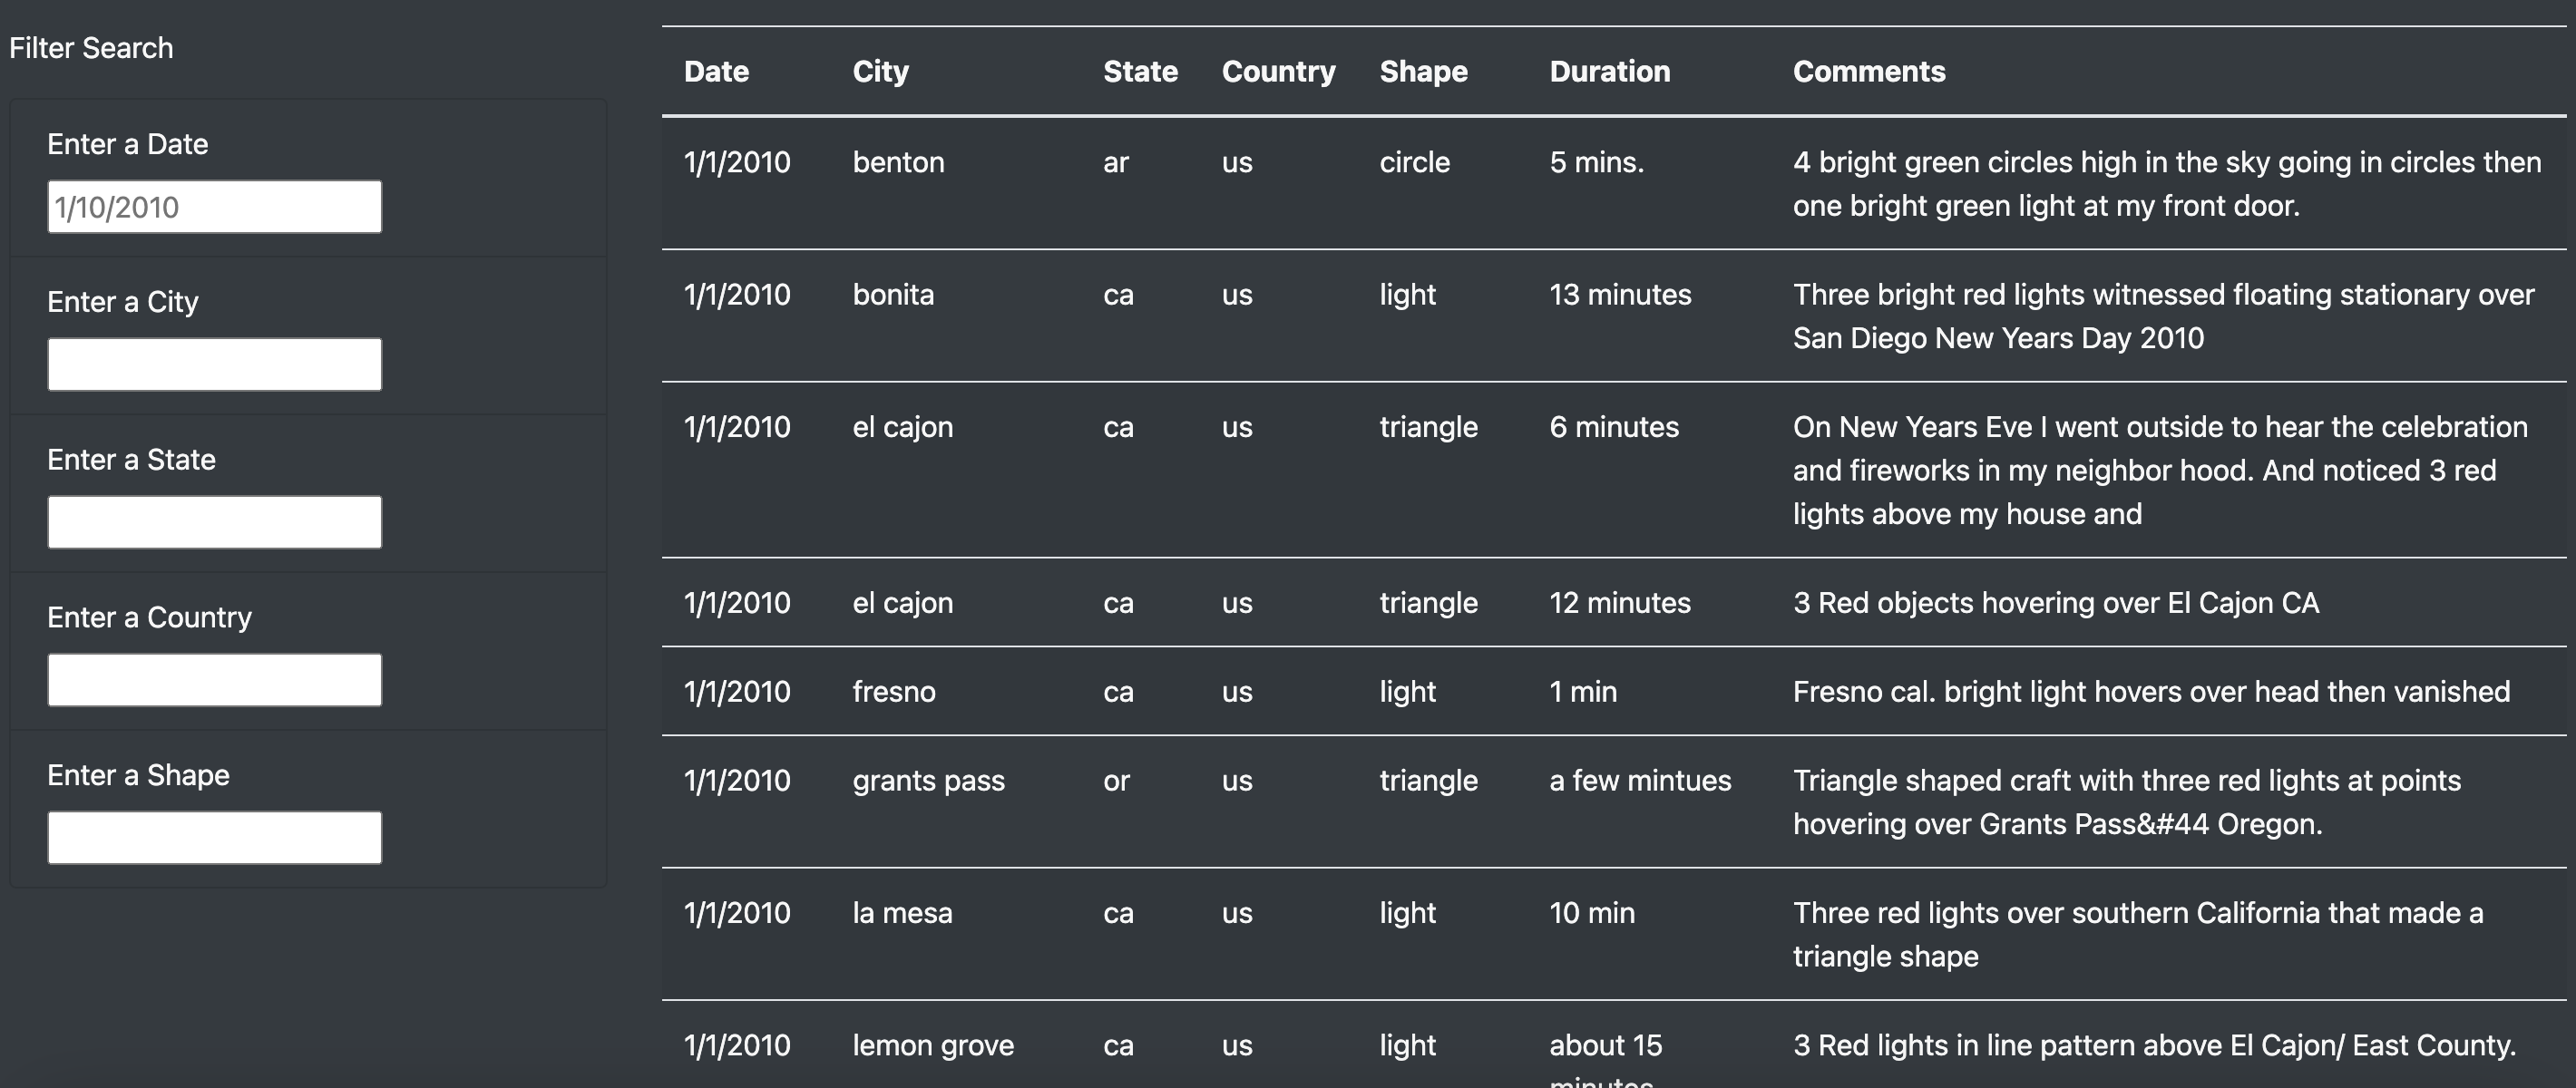 Filter Search
Enter a Date
1/10/2010
Enter a City
Enter a State
Enter a Country
Enter a Shape
Date City State Country Shape Duration Comments
1/1/2010 benton ar us circle 5 mins. 4 bright green circles high in the sky going in circles then
one bright green light at my front door.
1/1/2010 bonita ca us light 13 minutes Three bright red lights witnessed floating stationary over
San Diego New Years Day 2010
1/1/2010 el cajon ca us triangle 6 minutes On New Years Eve I went outside to hear the celebration
and fireworks in my neighbor hood. And noticed 3 red
lights above my house and
1/1/2010 el cajon ca us triangle 12 minutes 3 Red objects hovering over El Cajon CA
1/1/2010 fresno ca us light 1 min Fresno cal. bright light hovers over head then vanished
1/1/2010 grants pass or us triangle a few mintues Triangle shaped craft with three red lights at points
hovering over Grants Pass&#44 Oregon.
1/1/2010 la mesa ca us light 10 min Three red lights over southern California that made a
triangle shape
1/1/2010 lemon grove ca us light about 15 3 Red lights in line pattern above El Cajon/ East County.
minutes